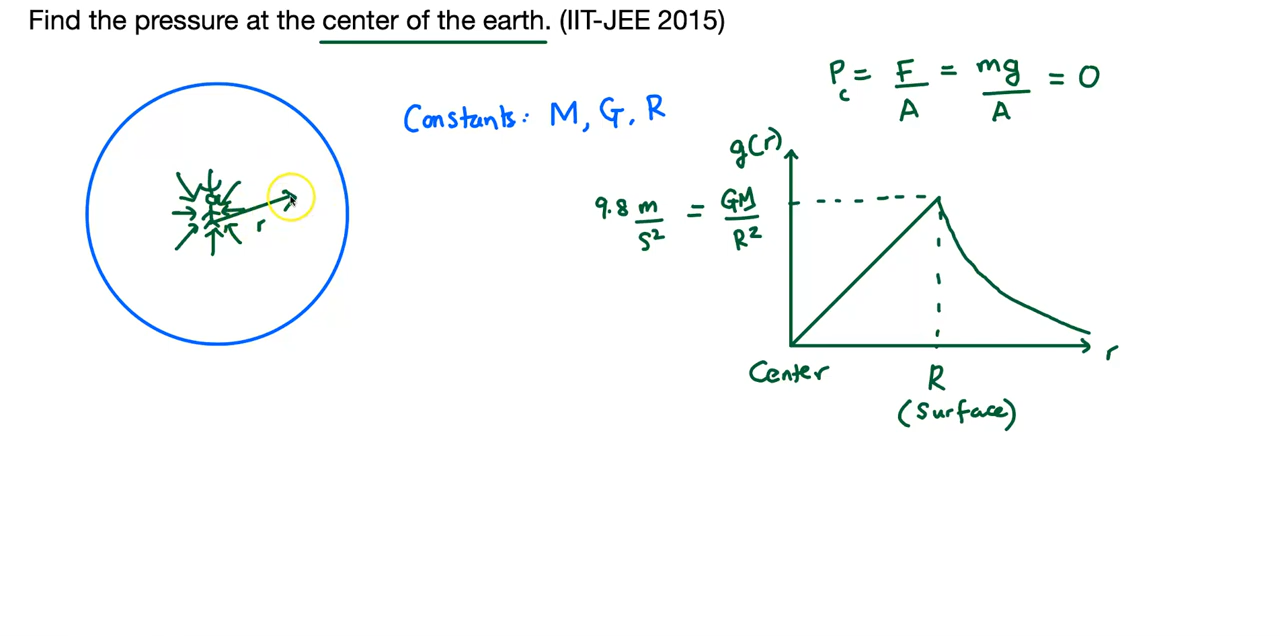 Find the pressure at the center of the earth. (IIT-JEE 2015)
Constants: M, G, R
P_c = F/A = mg/A = 0
g(r)
9.8 m/s² = GM/R²
r
r
Center
R
(Surface)